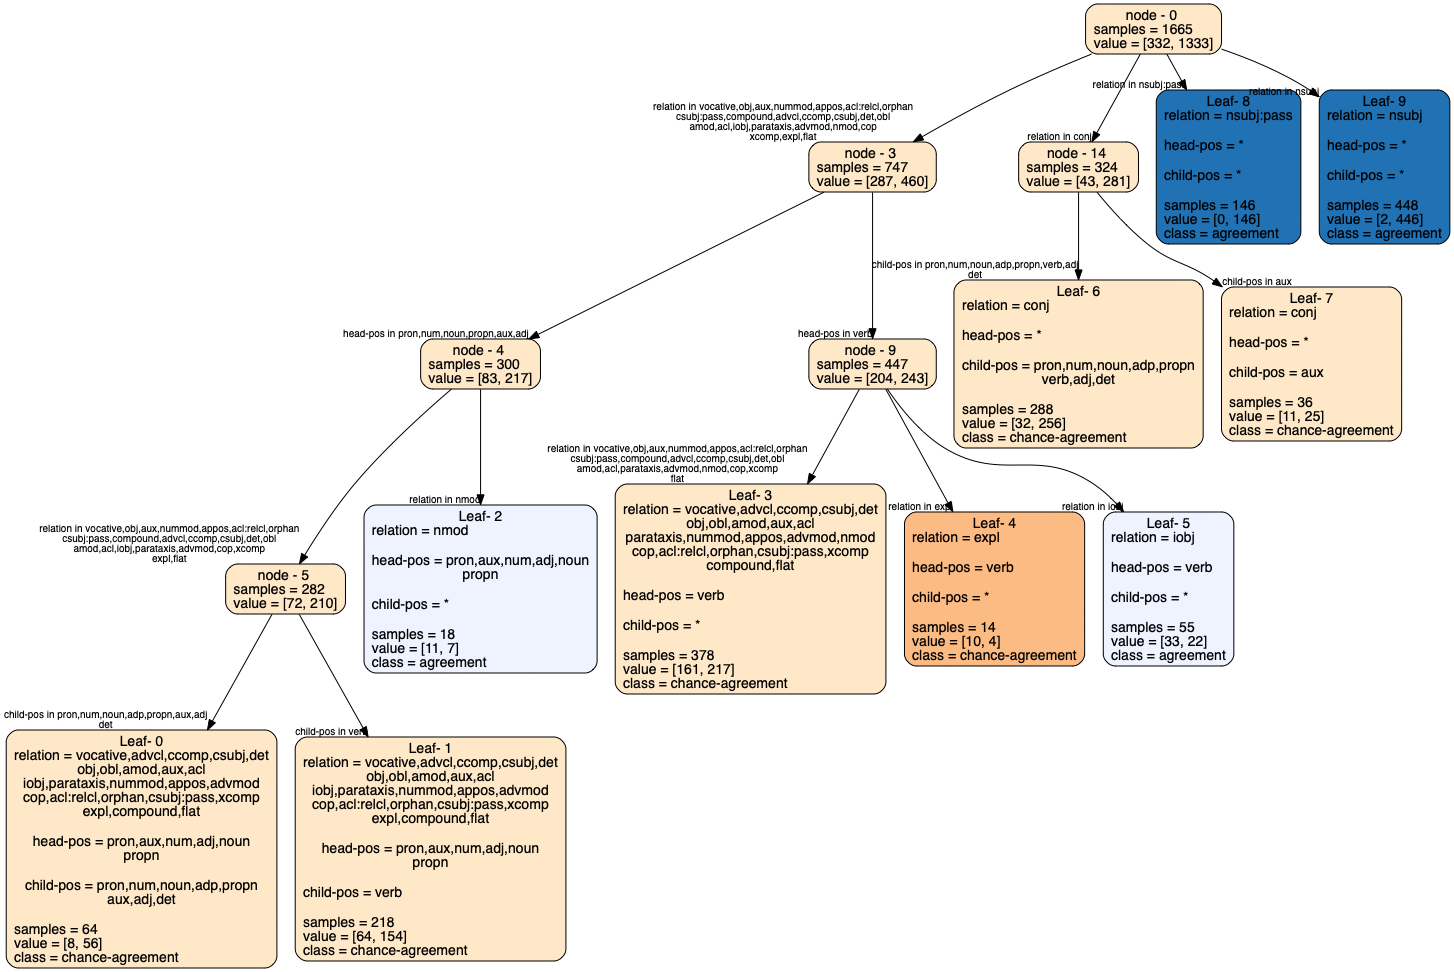 node - 0
samples = 1665
value = [332, 1333]
relation in nsubj:pass
relation in nsubj
relation in vocative,obj,aux,nummod,appos,acl:relcl,orphan
csubj:pass,compound,advcl,ccomp,csubj,det,obl
amod,acl,iobj,parataxis,advmod,nmod,cop
xcomp,expl,flat
relation in conj
Leaf- 8
relation = nsubj:pass
head-pos = *
child-pos = *
samples = 146
value = [0, 146]
class = agreement
Leaf- 9
relation = nsubj
head-pos = *
child-pos = *
samples = 448
value = [2, 446]
class = agreement
node - 3
samples = 747
value = [287, 460]
node - 14
samples = 324
value = [43, 281]
child-pos in pron,num,noun,adp,propn,verb,adj
det
child-pos in aux
Leaf- 6
relation = conj
head-pos = *
child-pos = pron,num,noun,adp,propn
verb,adj,det
samples = 288
value = [32, 256]
class = chance-agreement
Leaf- 7
relation = conj
head-pos = *
child-pos = aux
samples = 36
value = [11, 25]
class = chance-agreement
head-pos in pron,num,noun,propn,aux,adj
head-pos in verb
node - 4
samples = 300
value = [83, 217]
node - 9
samples = 447
value = [204, 243]
relation in vocative,obj,aux,nummod,appos,acl:relcl,orphan
csubj:pass,compound,advcl,ccomp,csubj,det,obl
amod,acl,parataxis,advmod,nmod,cop,xcomp
flat
relation in nmod
relation in expl
relation in iobj
Leaf- 2
relation = nmod
head-pos = pron,aux,num,adj,noun
propn
child-pos = *
samples = 18
value = [11, 7]
class = agreement
Leaf- 3
relation = vocative,advcl,ccomp,csubj,det
obj,obl,amod,aux,acl
parataxis,nummod,appos,advmod,nmod
cop,acl:relcl,orphan,csubj:pass,xcomp
compound,flat
head-pos = verb
child-pos = *
samples = 378
value = [161, 217]
class = chance-agreement
Leaf- 4
relation = expl
head-pos = verb
child-pos = *
samples = 14
value = [10, 4]
class = chance-agreement
Leaf- 5
relation = iobj
head-pos = verb
child-pos = *
samples = 55
value = [33, 22]
class = agreement
relation in vocative,obj,aux,nummod,appos,acl:relcl,orphan
csubj:pass,compound,advcl,ccomp,csubj,det,obl
amod,acl,iobj,parataxis,advmod,cop,xcomp
expl,flat
node - 5
samples = 282
value = [72, 210]
child-pos in pron,num,noun,adp,propn,aux,adj
det
child-pos in verb
Leaf- 0
relation = vocative,advcl,ccomp,csubj,det
obj,obl,amod,aux,acl
iobj,parataxis,nummod,appos,advmod
cop,acl:relcl,orphan,csubj:pass,xcomp
expl,compound,flat
head-pos = pron,aux,num,adj,noun
propn
child-pos = pron,num,noun,adp,propn
aux,adj,det
samples = 64
value = [8, 56]
class = chance-agreement
Leaf- 1
relation = vocative,advcl,ccomp,csubj,det
obj,obl,amod,aux,acl
iobj,parataxis,nummod,appos,advmod
cop,acl:relcl,orphan,csubj:pass,xcomp
expl,compound,flat
head-pos = pron,aux,num,adj,noun
propn
child-pos = verb
samples = 218
value = [64, 154]
class = chance-agreement